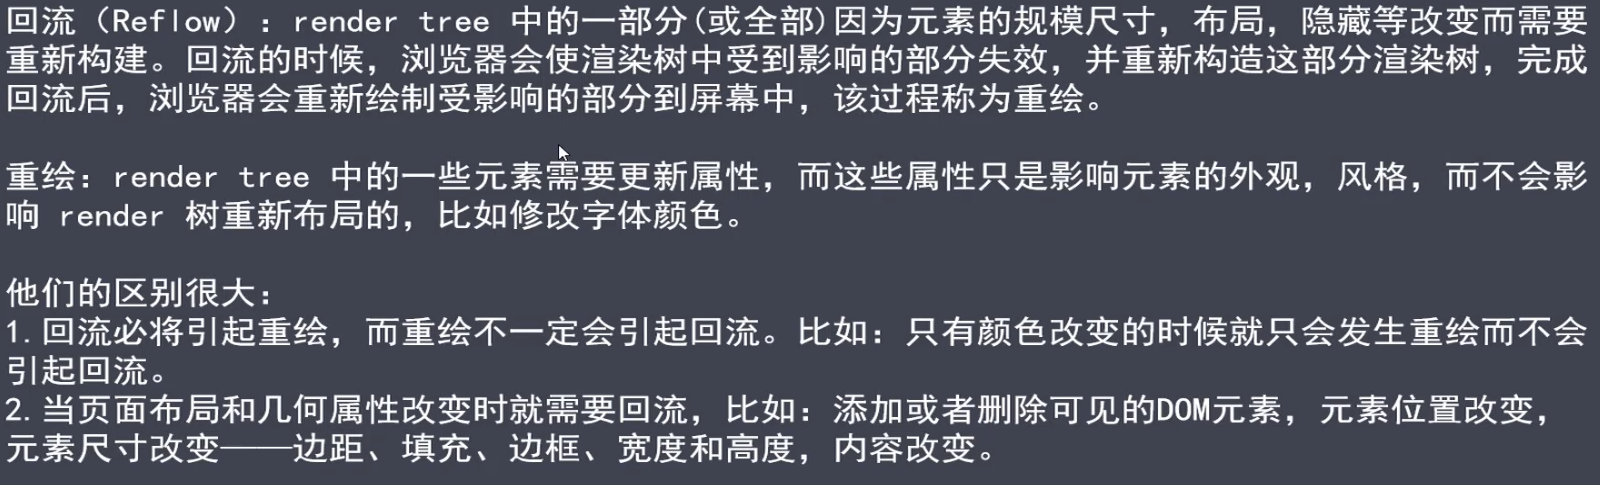 回流（Reflow）：render tree 中的一部分(或全部)因为元素的规模尺寸，布局，隐藏等改变而需要
重新构建。回流的时候，浏览器会使渲染树中受到影响的部分失效，并重新构造这部分渲染树，完成
回流后，浏览器会重新绘制受影响的部分到屏幕中，该过程称为重绘。
重绘：render tree 中的一些元素需要更新属性，而这些属性只是影响元素的外观，风格，而不会影
响 render 树重新布局的，比如修改字体颜色。
他们的区别很大：
1.回流必将引起重绘，而重绘不一定会引起回流。比如：只有颜色改变的时候就只会发生重绘而不会
引起回流。
2.当页面布局和几何属性改变时就需要回流，比如：添加或者删除可见的DOM元素，元素位置改变，
元素尺寸改变——边距、填充、边框、宽度和高度，内容改变。